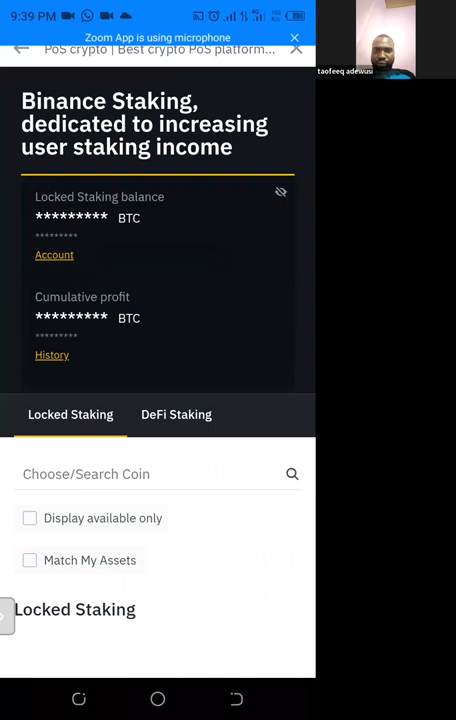 9:39 PM
Zoom App is using microphone
PoS crypto | Best crypto PoS platform...
taofeeq adewusi
Binance Staking,
dedicated to increasing
user staking income
Locked Staking balance
********* BTC
*********
Account
Cumulative profit
********* BTC
*********
History
Locked Staking DeFi Staking
Choose/Search Coin
Display available only
Match My Assets
Locked Staking